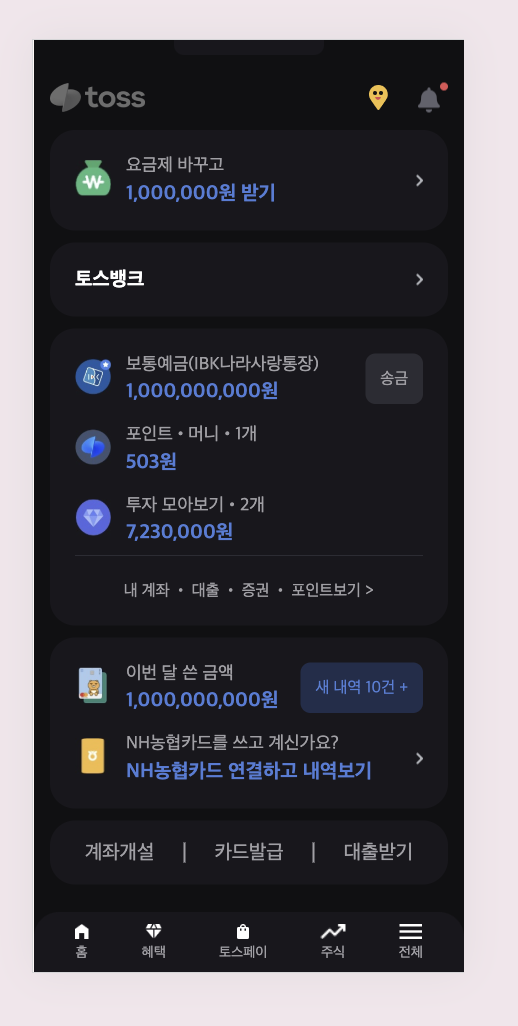 toss
요금제 바꾸고
1,000,000원 받기
토스뱅크
보통예금(IBK나라사랑통장)
1,000,000,000원
송금
포인트 • 머니 • 1개
503원
투자 모아보기 • 2개
7,230,000원
내 계좌 • 대출 • 증권 • 포인트보기 >
이번 달 쓴 금액
1,000,000,000원
새 내역 10건 +
NH농협카드를 쓰고 계신가요?
NH농협카드 연결하고 내역보기
계좌개설 | 카드발급 | 대출받기
홈 혜택 토스페이 주식 전체